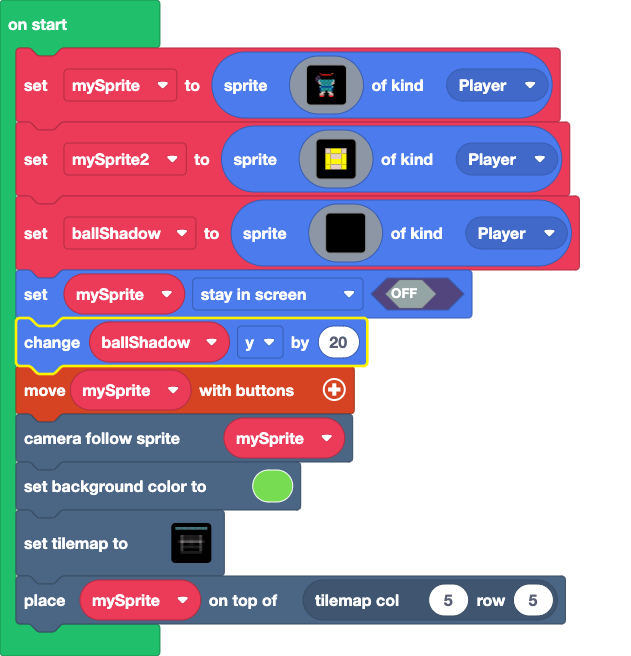 on start
set mySprite to sprite of kind Player
set mySprite2 to sprite of kind Player
set ballShadow to sprite of kind Player
set mySprite stay in screen OFF
change ballShadow y by 20
move mySprite with buttons
camera follow sprite mySprite
set background color to
set tilemap to
place mySprite on top of tilemap col 5 row 5